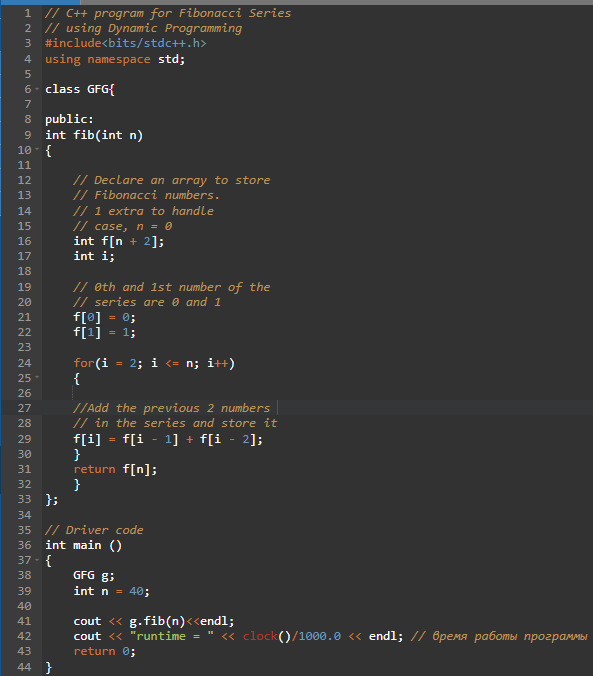 1 // C++ program for Fibonacci Series
2 // using Dynamic Programming
3 #include<bits/stdc++.h>
4 using namespace std;
5
6 class GFG{
7
8 public:
9 int fib(int n)
10 {
11
12 // Declare an array to store
13 // Fibonacci numbers.
14 // 1 extra to handle
15 // case, n = 0
16 int f[n + 2];
17 int i;
18
19 // 0th and 1st number of the
20 // series are 0 and 1
21 f[0] = 0;
22 f[1] = 1;
23
24 for(i = 2; i <= n; i++)
25 {
26
27 //Add the previous 2 numbers
28 // in the series and store it
29 f[i] = f[i - 1] + f[i - 2];
30 }
31 return f[n];
32 }
33 };
34
35 // Driver code
36 int main ()
37 {
38 GFG g;
39 int n = 40;
40
41 cout << g.fib(n)<<endl;
42 cout << "runtime = " << clock()/1000.0 << endl; // время работы программы
43 return 0;
44 }